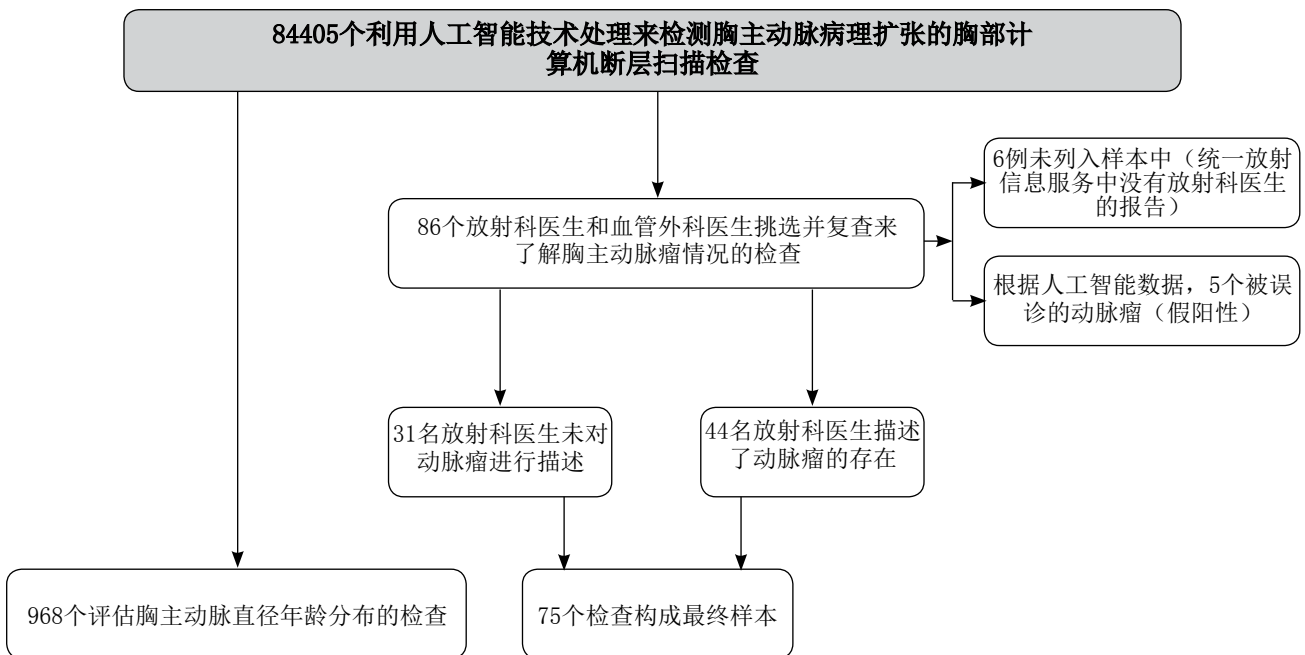 84405个利用人工智能技术处理来检测胸主动脉病理扩张的胸部计
算机断层扫描检查
6例未列入样本中（统一放射
信息服务中没有放射科医生
的报告）
86个放射科医生和血管外科医生挑选并复查来
了解胸主动脉瘤情况的检查
根据人工智能数据，5个被误
诊的动脉瘤（假阳性）
31名放射科医生未对
动脉瘤进行描述
44名放射科医生描述
了动脉瘤的存在
968个评估胸主动脉直径年龄分布的检查
75个检查构成最终样本